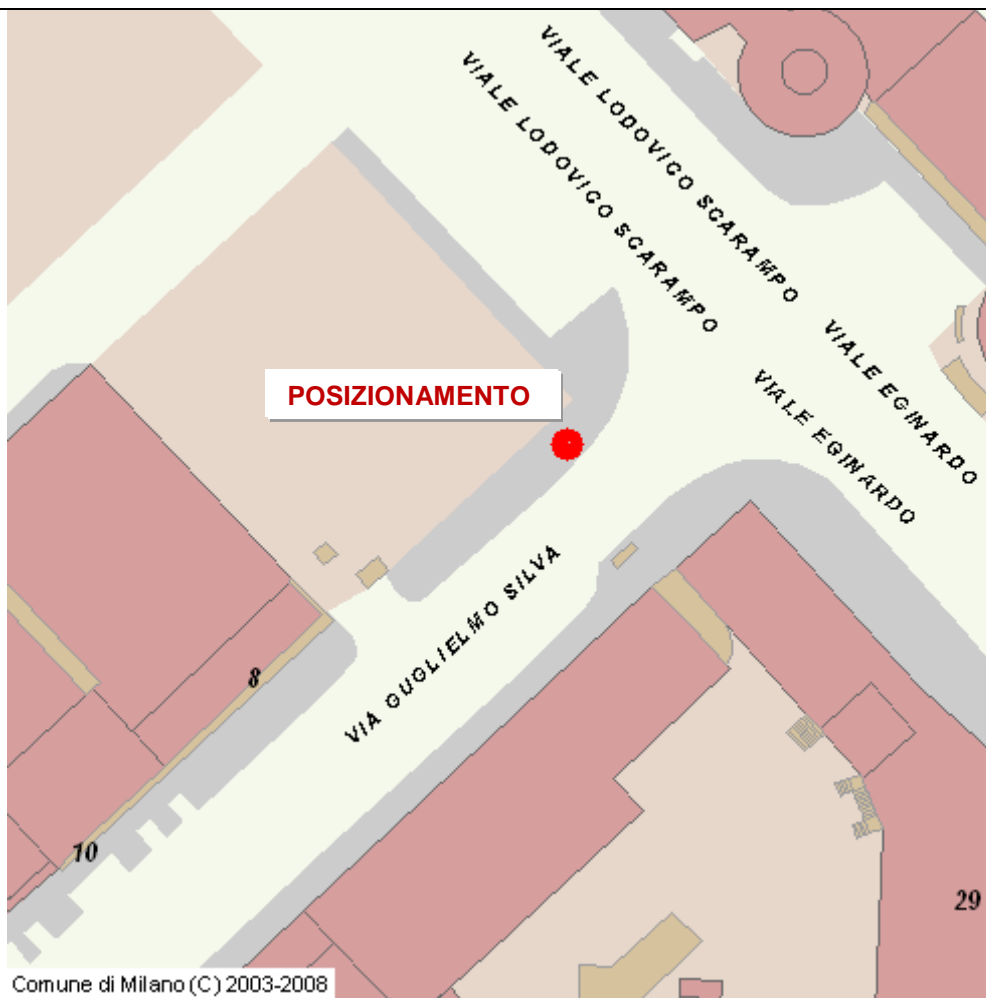 VIALE LODOVICO SCARAMPO
VIALE LODOVICO SCARAMPO
VIALE EGINARDO
VIALE EGINARDO
POSIZIONAMENTO
VIA GUGLIELMO SILVA
8
10
29
Comune di Milano (C) 2003-2008